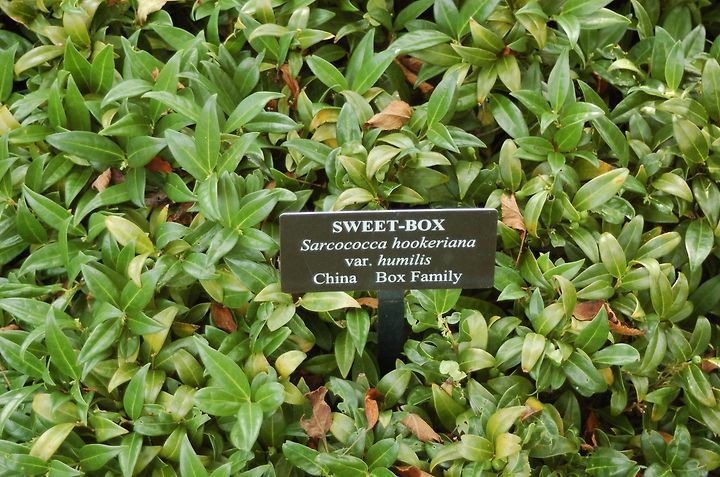 SWEET-BOX
Sarcococca hookeriana
var. humilis
China Box Family